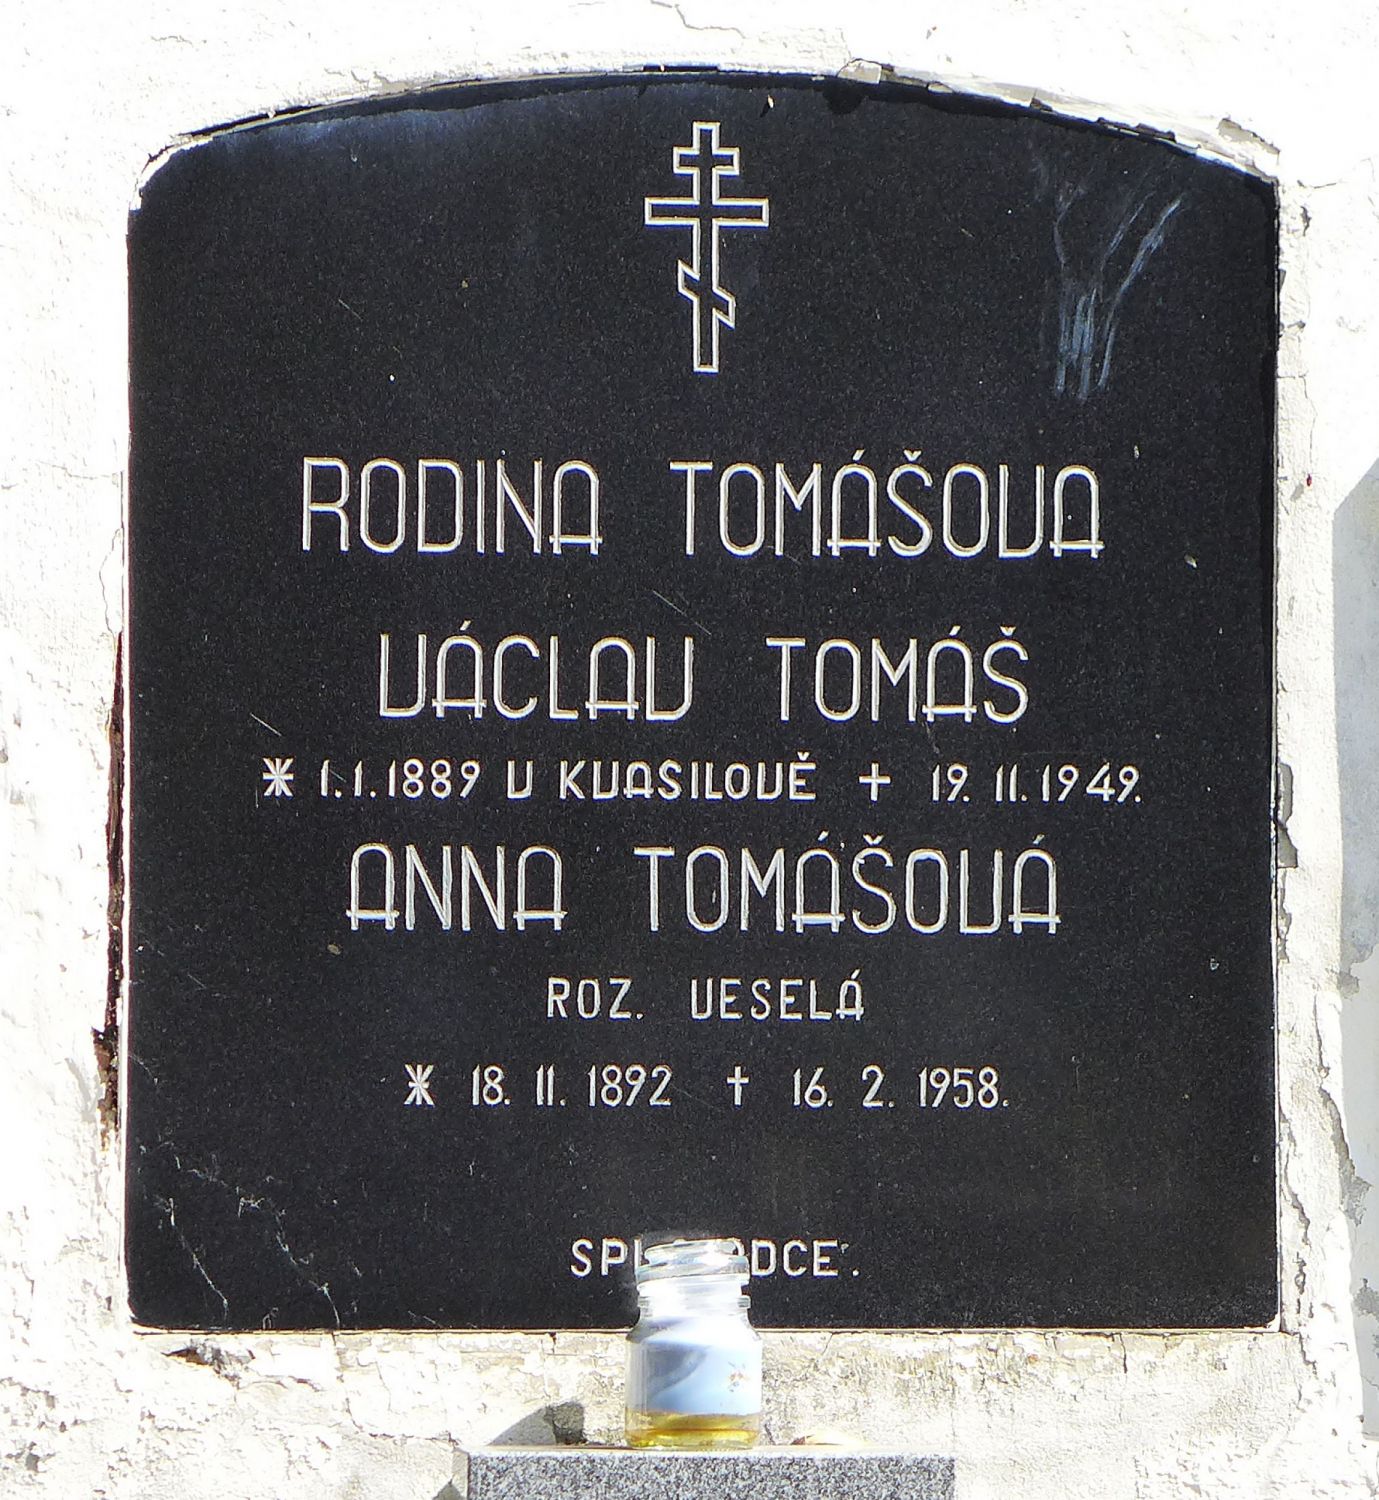 RODINA TOMÁŠOVA
VÁCLAV TOMÁŠ
* 1.1.1889 V KVASILOVĚ + 19.11.1949.
ANNA TOMÁŠOVÁ
ROZ. VESELÁ
* 18.11.1892 † 16.2.1958.